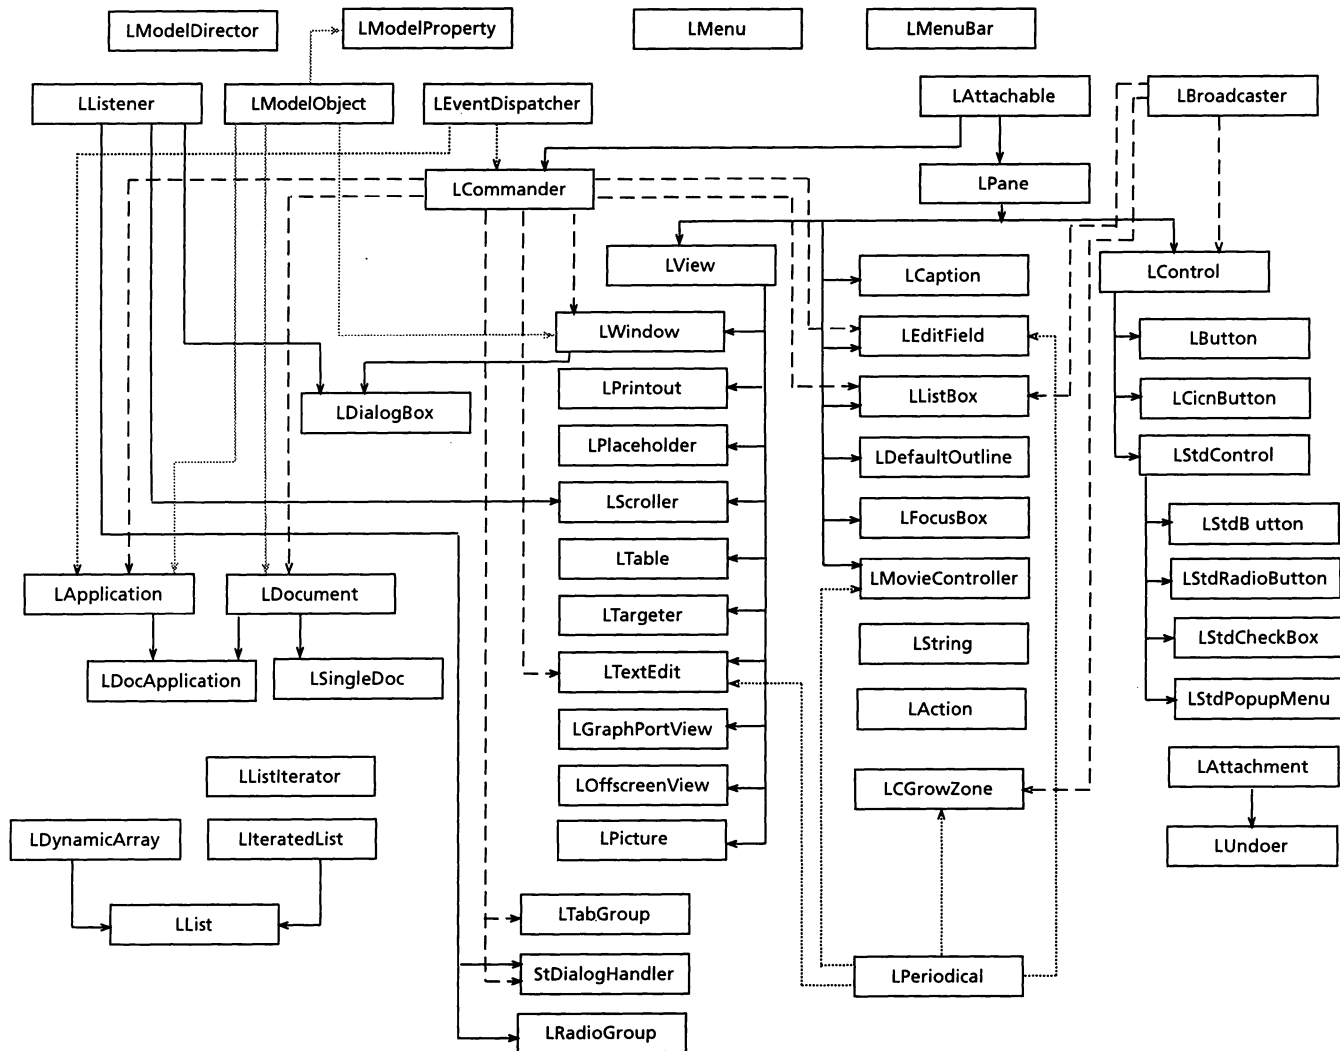 LModelDirector
LModelProperty
LMenu
LMenuBar
LListener
LModelObject
LEventDispatcher
LAttachable
LBroadcaster
LCommander
LPane
LView
LCaption
LControl
LWindow
LEditField
LButton
LPrintout
LListBox
LCicnButton
LDialogBox
LPlaceholder
LDefaultOutline
LStdControl
LScroller
LFocusBox
LStdB utton
LTable
LMovieController
LStdRadioButton
LApplication
LDocument
LTargeter
LString
LStdCheckBox
LDocApplication
LSingleDoc
LTextEdit
LAction
LStdPopupMenu
LGraphPortView
LListIterator
LOffscreenView
LCGrowZone
LAttachment
LDynamicArray
LIteratedList
LPicture
LUndoer
LList
LTabGroup
StDialogHandler
LPeriodical
LRadioGroup